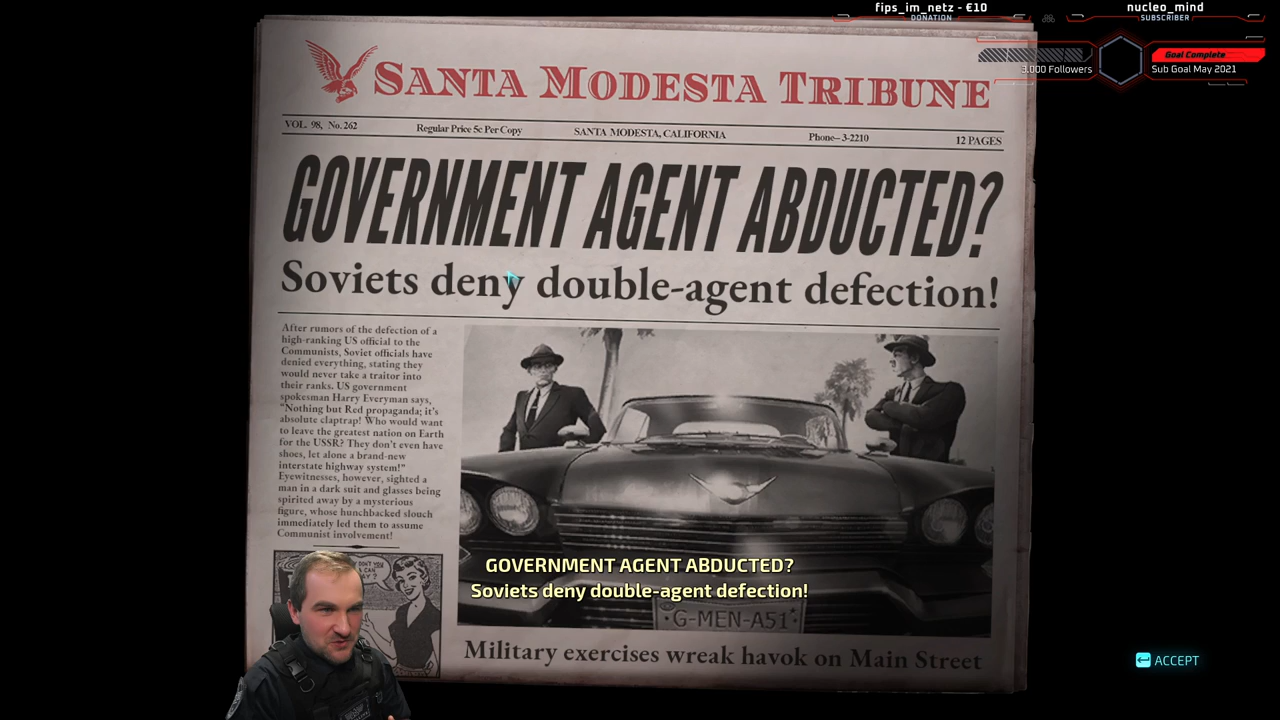 fips_im_netz - €10
DONATION
nucleo_mind
SUBSCRIBER
3.000 Followers
Goal Complete
Sub Goal May 2021
SANTA MODESTA TRIBUNE
VOL. 98, No. 262
Regular Price 5c Per Copy
SANTA MODESTA, CALIFORNIA
Phone-3-2210
12 PAGES
GOVERNMENT AGENT ABDUCTED?
Soviets deny double-agent defection!
After rumors of the defection of a
high-ranking US official to the
Communists, Soviet officials have
denied everything, stating they
would never take a traitor into
their ranks. US government
spokesman Harry Everyman says,
"Nothing but Red propaganda; it's
absolute claptrap! Who would want
to leave the greatest nation on Earth
for the USSR? They don't even have
shoes, let alone a brand-new
interstate highway system!"
Eyewitnesses, however, sighted a
man in a dark suit and glasses being
spirited away by a mysterious
figure, whose hunchbacked slouch
immediately led them to assume
Communist involvement!
GOVERNMENT AGENT ABDUCTED?
Soviets deny double-agent defection!
G-MEN-A51
Military exercises wreak havok on Main Street
ACCEPT